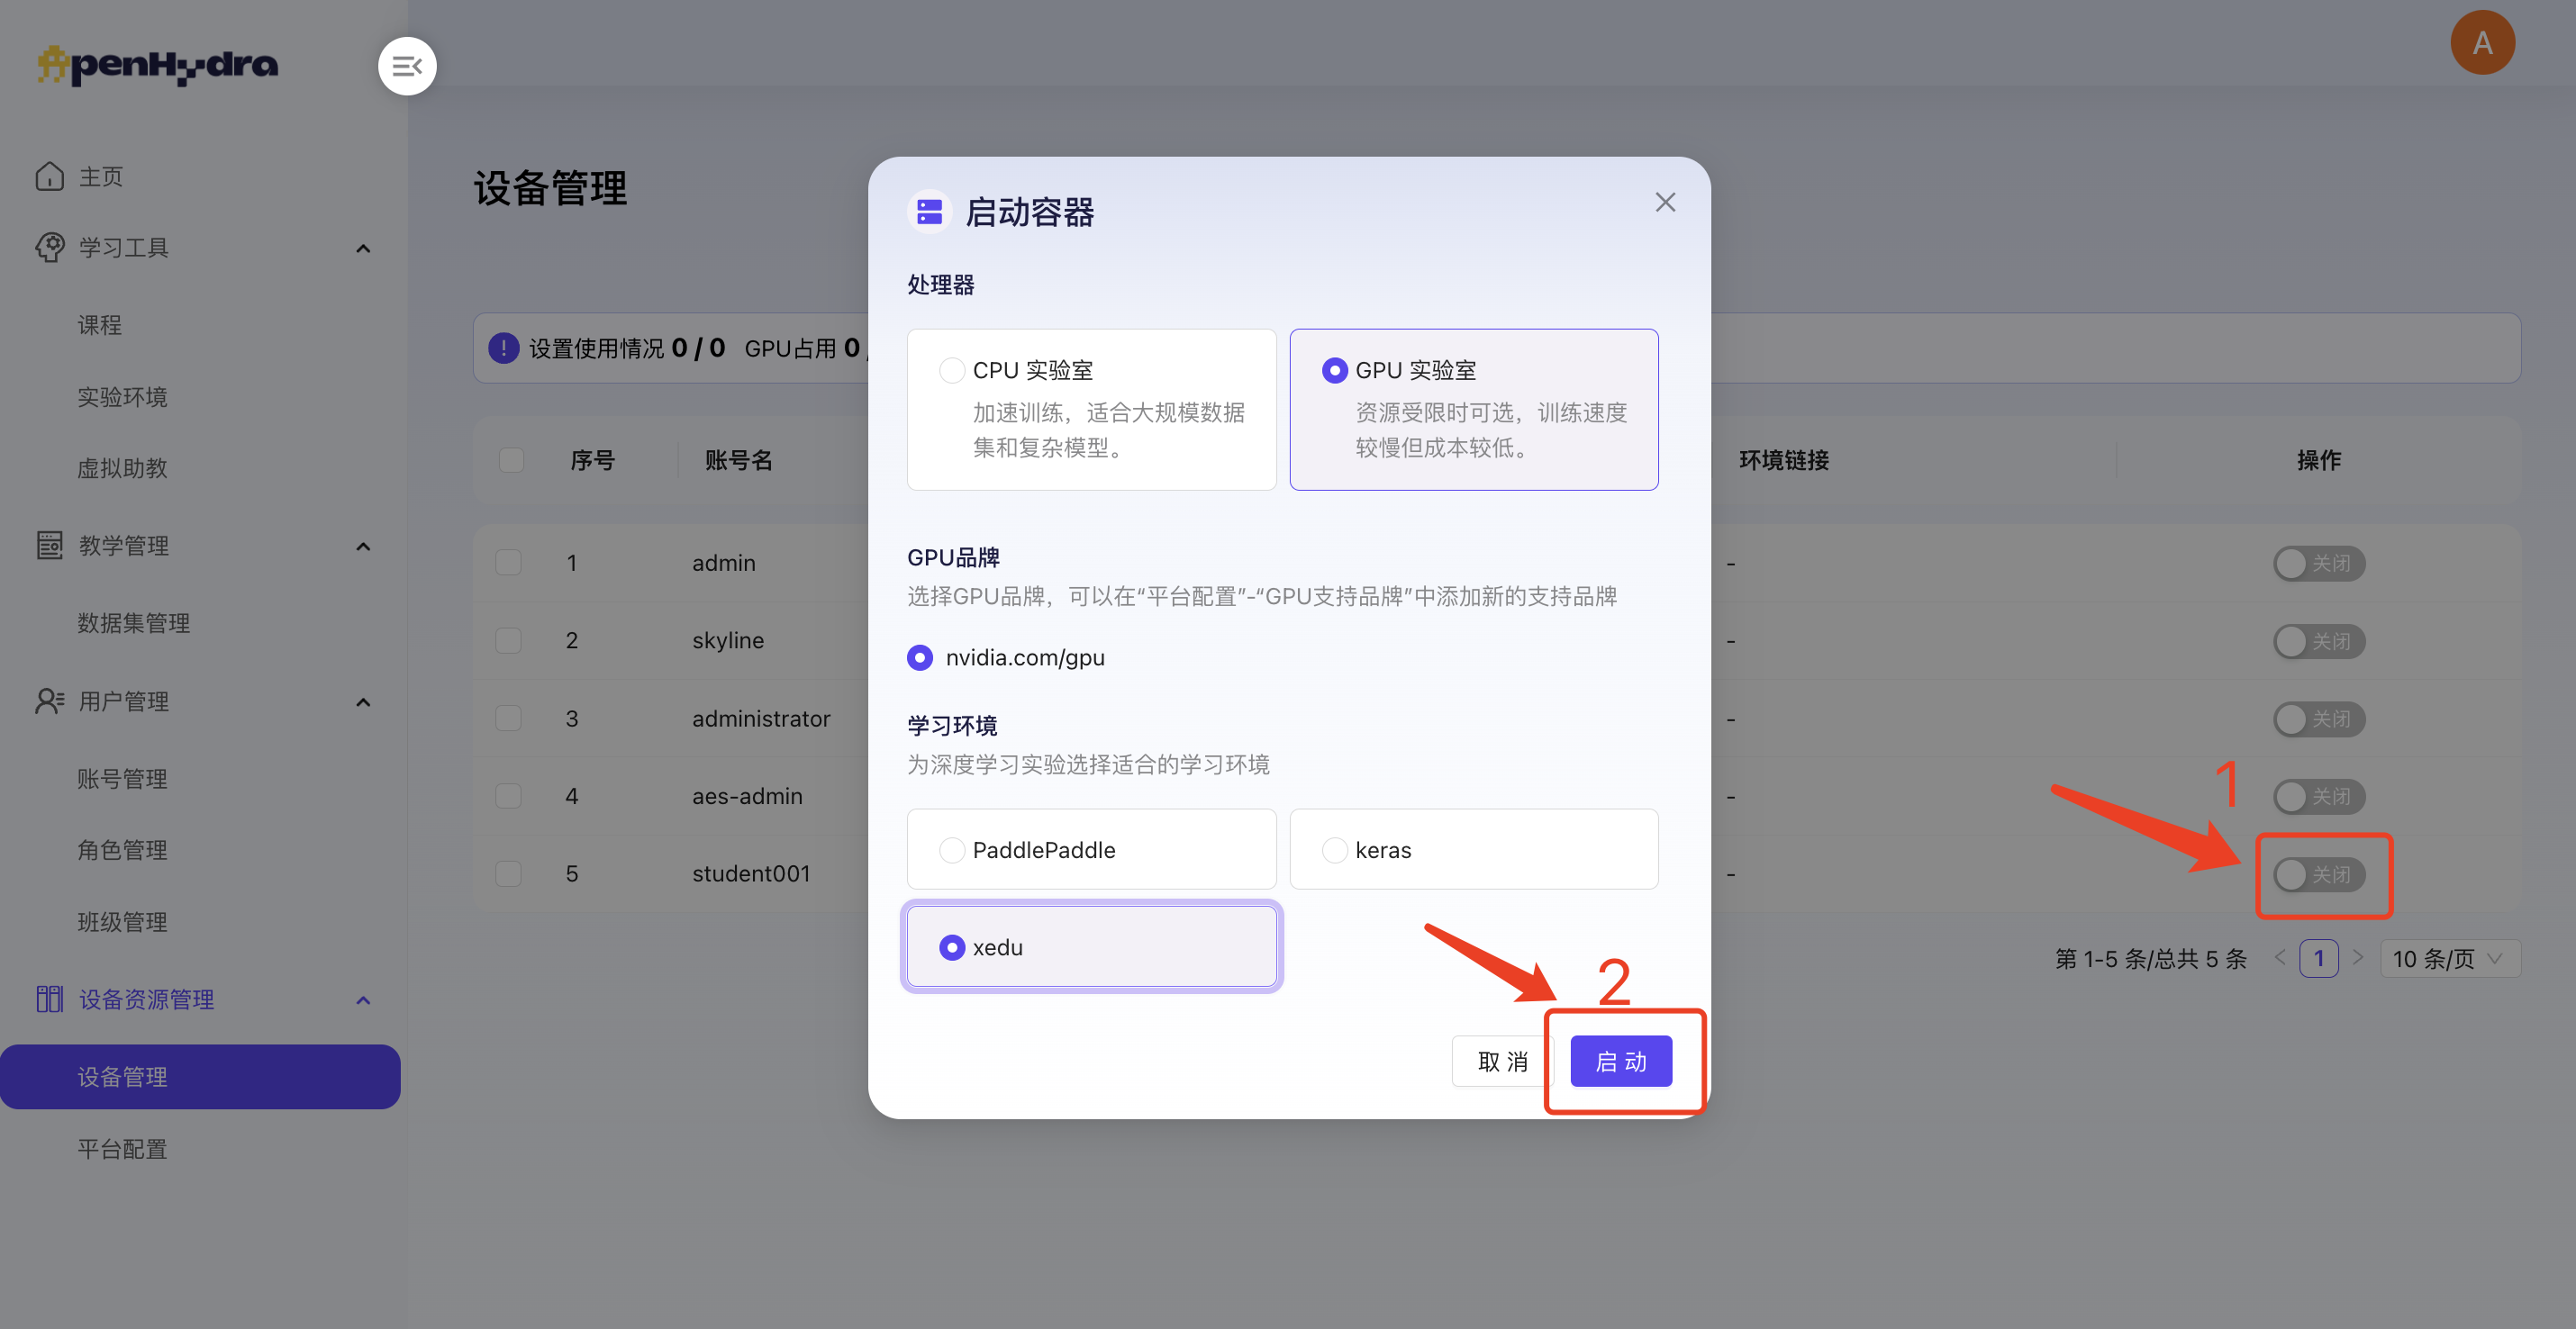 OpenHydra
A
主页
学习工具
课程
实验环境
虚拟助教
教学管理
数据集管理
用户管理
账号管理
角色管理
班级管理
设备资源管理
设备管理
平台配置
设备管理
设置使用情况 0 / 0 GPU占用 0 /
序号 账号名 环境链接 操作
1 admin - 关闭
2 skyline - 关闭
3 administrator - 关闭
4 aes-admin - 关闭
5 student001 - 关闭
第 1-5 条/总共 5 条 < 1 > 10 条/页
启动容器
处理器
CPU 实验室
加速训练，适合大规模数据
集和复杂模型。
GPU 实验室
资源受限时可选，训练速度
较慢但成本较低。
GPU品牌
选择GPU品牌，可以在“平台配置”-“GPU支持品牌”中添加新的支持品牌
nvidia.com/gpu
学习环境
为深度学习实验选择适合的学习环境
PaddlePaddle
keras
xedu
取 消
启 动
1
2